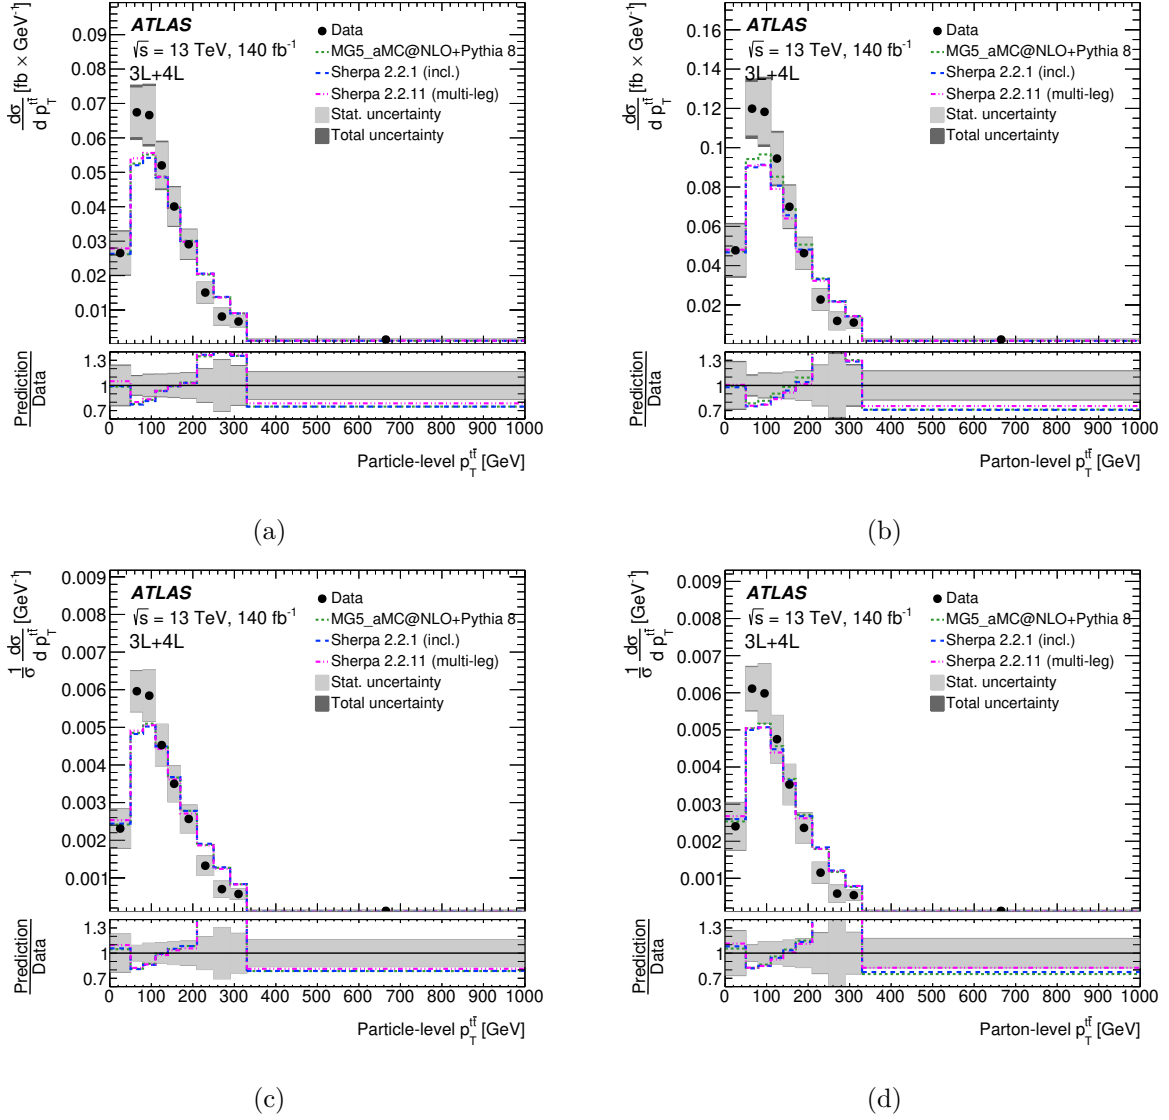 ATLAS
√s = 13 TeV, 140 fb⁻¹
3L+4L
Data
MG5_aMC@NLO+Pythia 8
Sherpa 2.2.1 (incl.)
Sherpa 2.2.11 (multi-leg)
Stat. uncertainty
Total uncertainty
dσ/d p_T^{tt̄} [fb × GeV⁻¹]
0.09
0.08
0.07
0.06
0.05
0.04
0.03
0.02
0.01
Prediction/Data
1.3
1
0.7
0 100 200 300 400 500 600 700 800 900 1000
Particle-level p_T^{tt̄} [GeV]
(a)
ATLAS
√s = 13 TeV, 140 fb⁻¹
3L+4L
Data
MG5_aMC@NLO+Pythia 8
Sherpa 2.2.1 (incl.)
Sherpa 2.2.11 (multi-leg)
Stat. uncertainty
Total uncertainty
dσ/d p_T^{tt̄} [fb × GeV⁻¹]
0.16
0.14
0.12
0.1
0.08
0.06
0.04
0.02
Prediction/Data
1.3
1
0.7
0 100 200 300 400 500 600 700 800 900 1000
Parton-level p_T^{tt̄} [GeV]
(b)
ATLAS
√s = 13 TeV, 140 fb⁻¹
3L+4L
Data
MG5_aMC@NLO+Pythia 8
Sherpa 2.2.1 (incl.)
Sherpa 2.2.11 (multi-leg)
Stat. uncertainty
Total uncertainty
1/σ dσ/d p_T^{tt̄} [GeV⁻¹]
0.009
0.008
0.007
0.006
0.005
0.004
0.003
0.002
0.001
Prediction/Data
1.3
1
0.7
0 100 200 300 400 500 600 700 800 900 1000
Particle-level p_T^{tt̄} [GeV]
(c)
ATLAS
√s = 13 TeV, 140 fb⁻¹
3L+4L
Data
MG5_aMC@NLO+Pythia 8
Sherpa 2.2.1 (incl.)
Sherpa 2.2.11 (multi-leg)
Stat. uncertainty
Total uncertainty
1/σ dσ/d p_T^{tt̄} [GeV⁻¹]
0.009
0.008
0.007
0.006
0.005
0.004
0.003
0.002
0.001
Prediction/Data
1.3
1
0.7
0 100 200 300 400 500 600 700 800 900 1000
Parton-level p_T^{tt̄} [GeV]
(d)